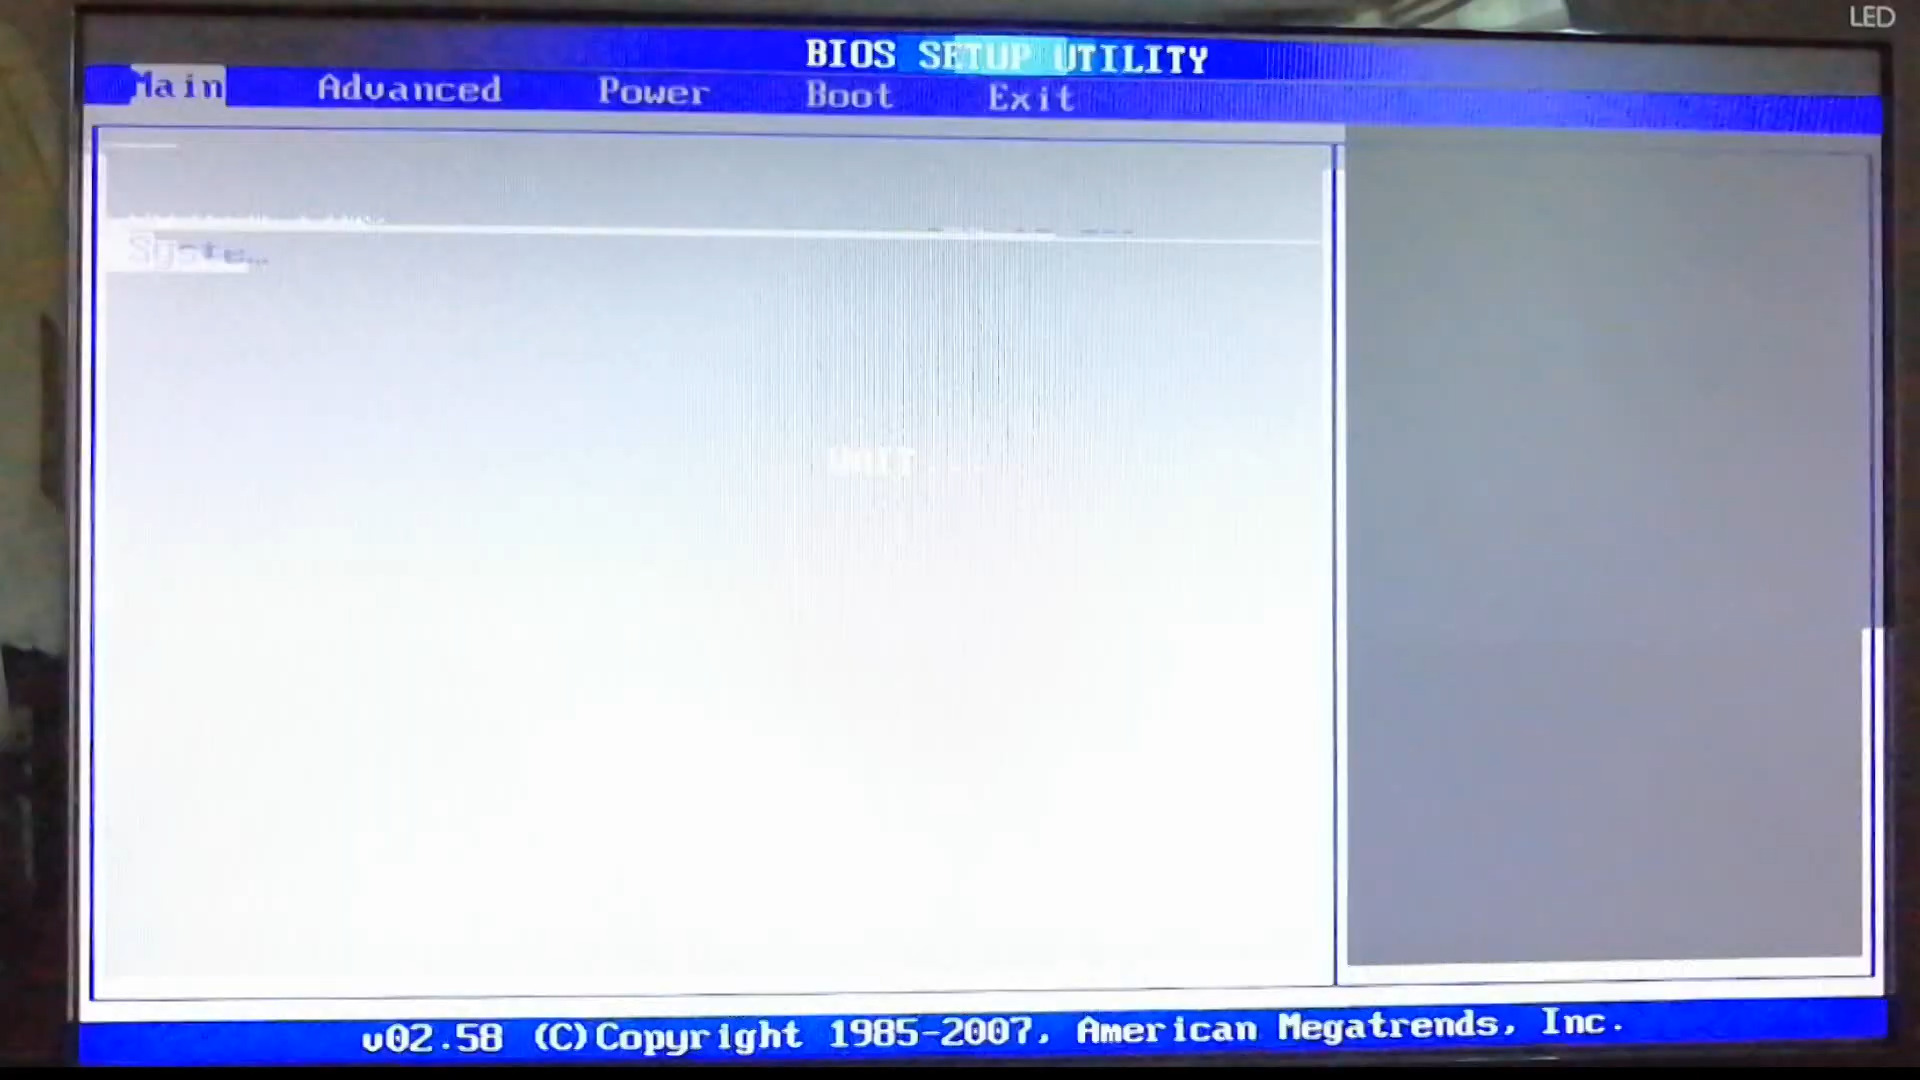 LED
BIOS SETUP UTILITY
Main Advanced Power Boot Exit
v02.58 (C)Copyright 1985-2007, American Megatrends, Inc.